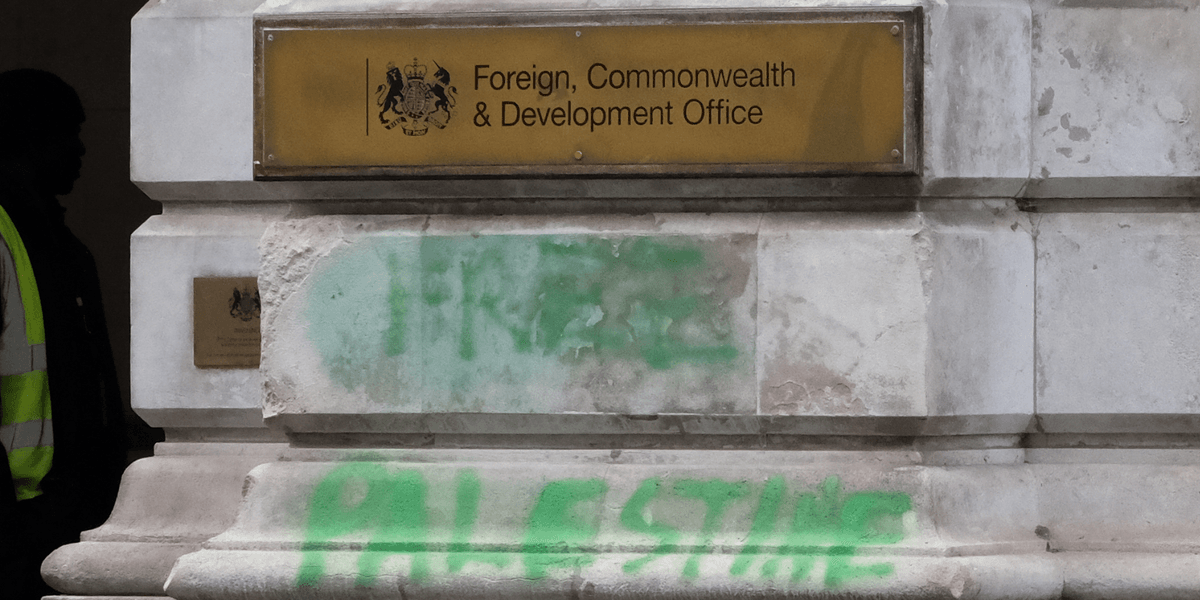 Foreign, Commonwealth
& Development Office
FREE
PALESTINE